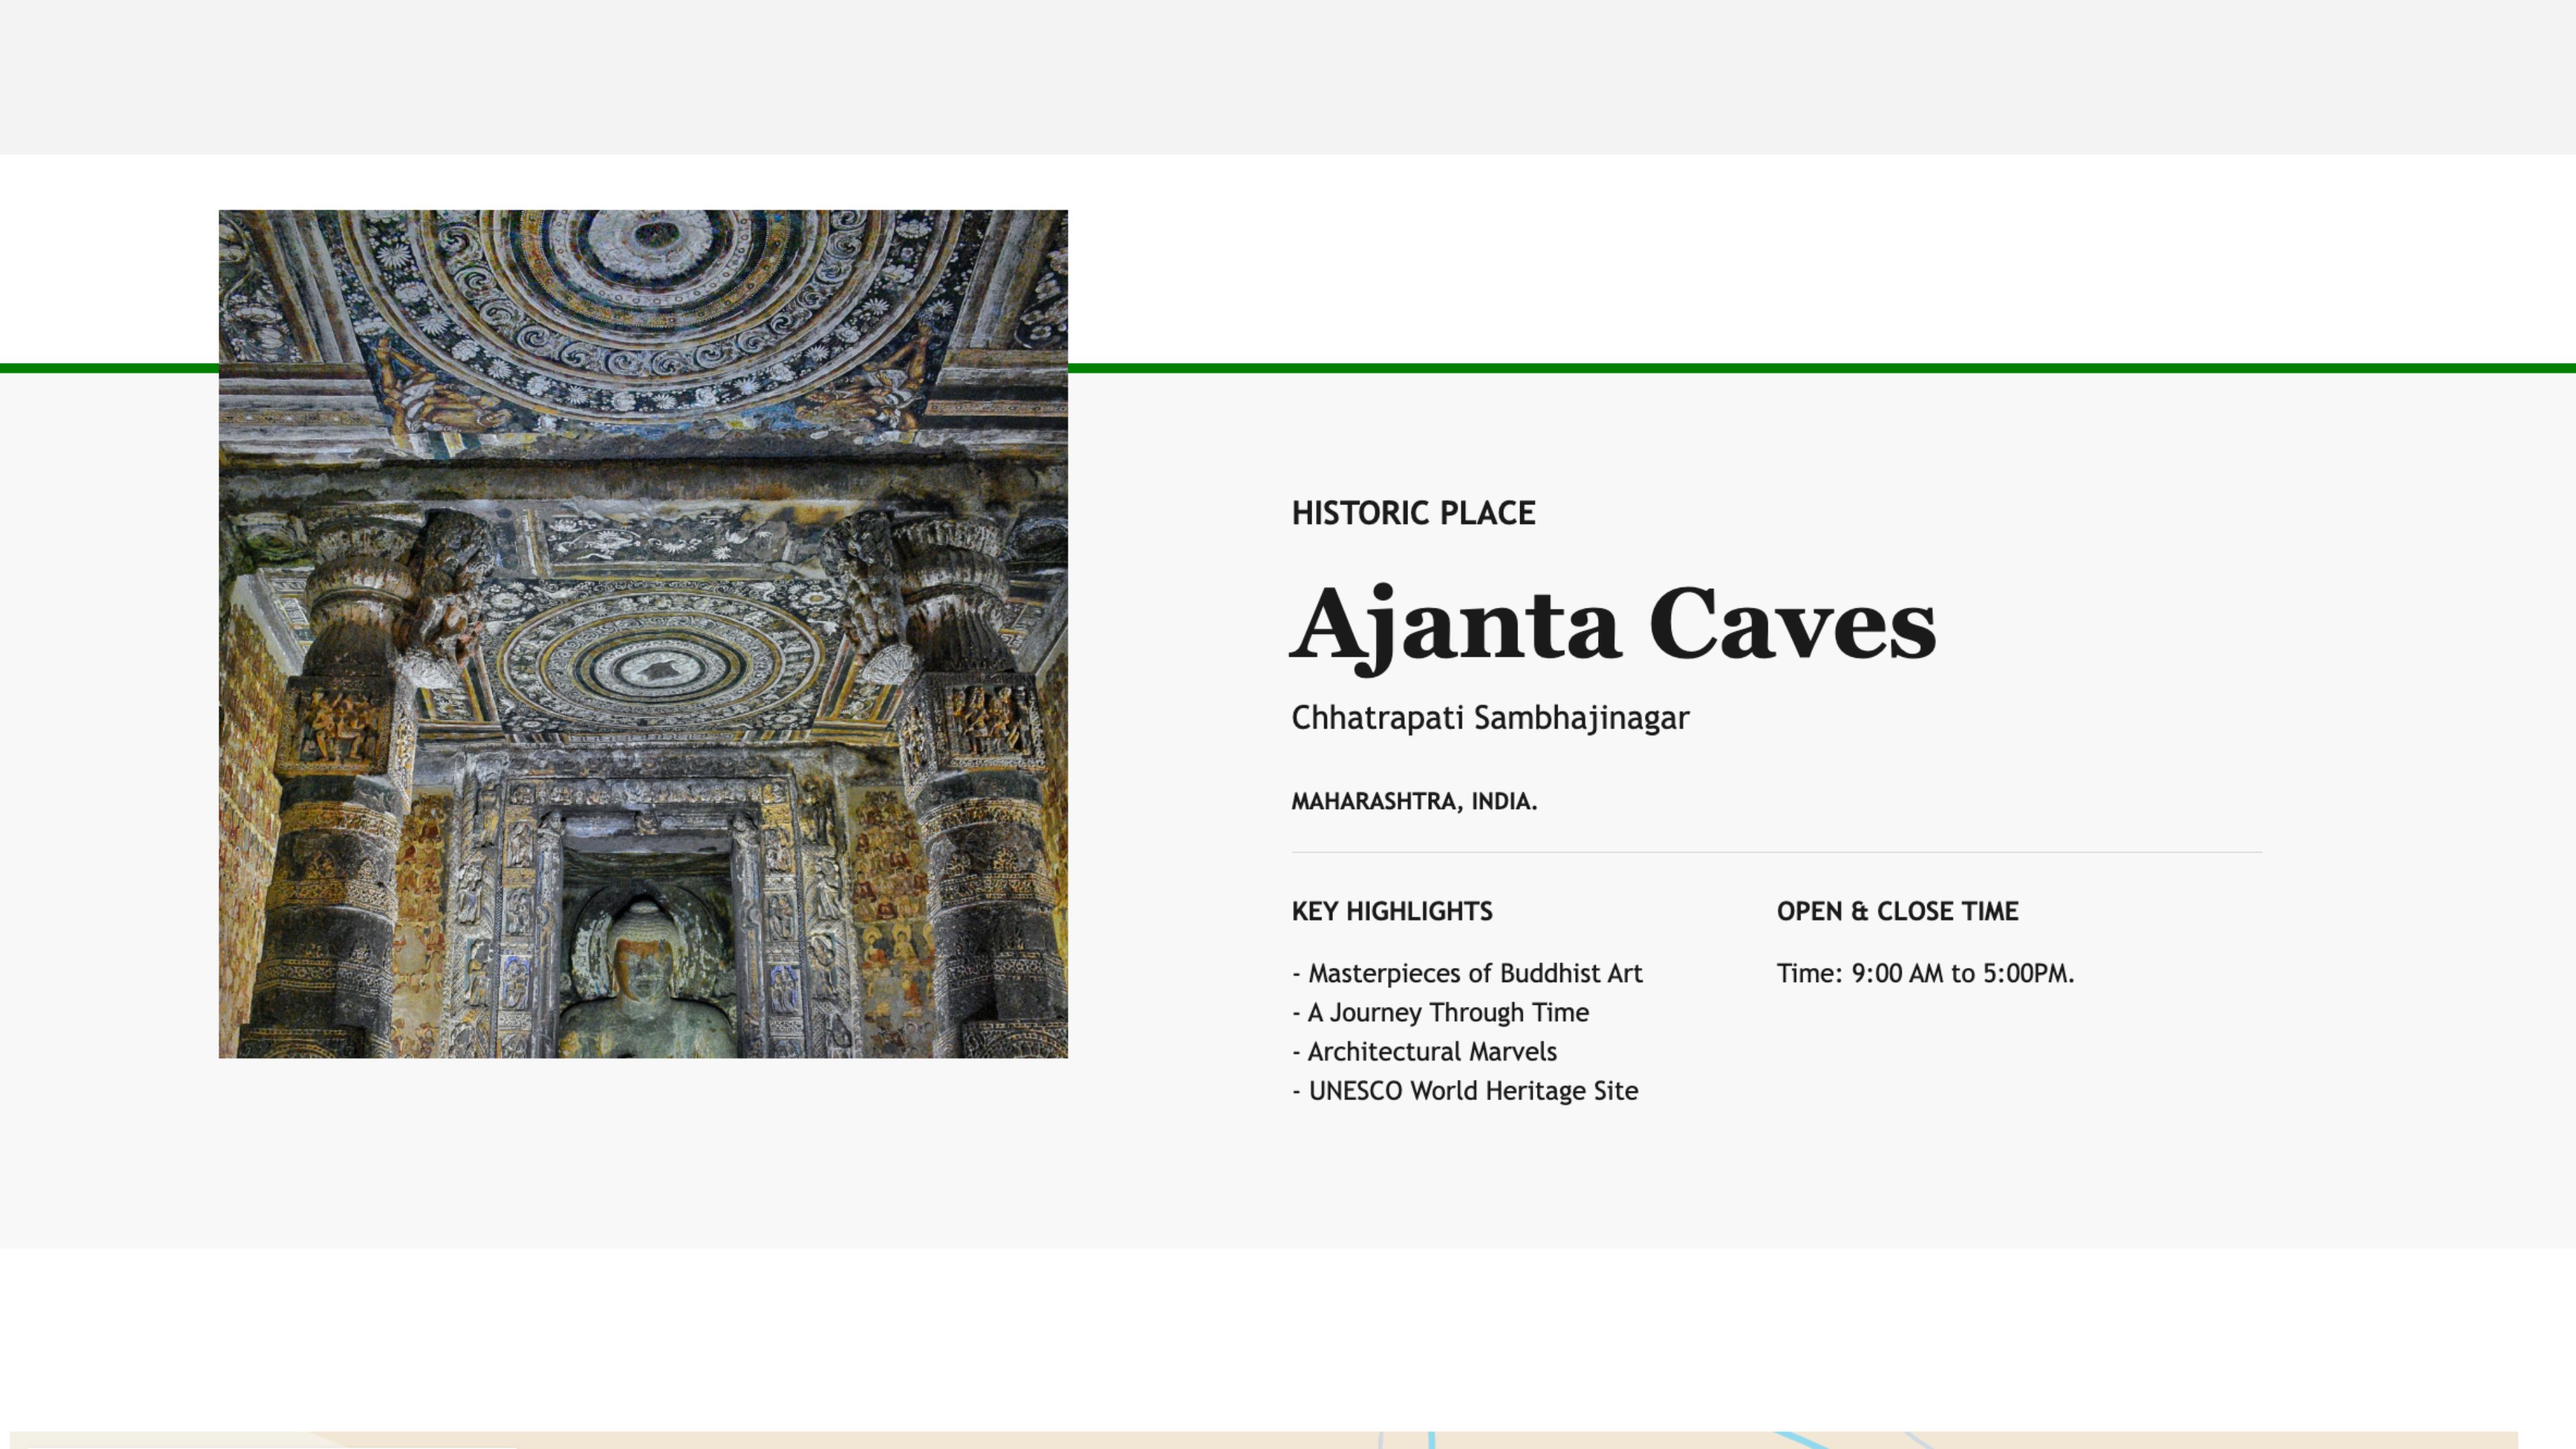 HISTORIC PLACE
Ajanta Caves
Chhatrapati Sambhajinagar
MAHARASHTRA, INDIA.
KEY HIGHLIGHTS
- Masterpieces of Buddhist Art
- A Journey Through Time
- Architectural Marvels
- UNESCO World Heritage Site
OPEN & CLOSE TIME
Time: 9:00 AM to 5:00PM.